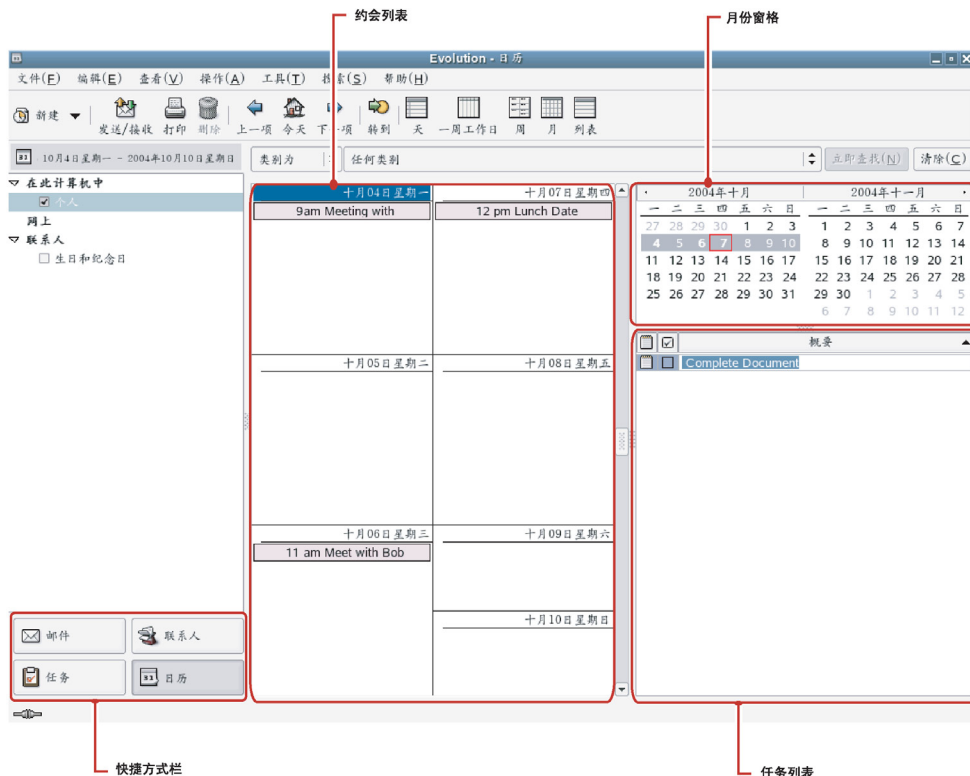 约会列表
月份窗格
Evolution - 日历
文件(F) 编辑(E) 查看(V) 操作(A) 工具(T) 搜索(S) 帮助(H)
新建 发送/接收 打印 删除 上一项 今天 下一项 转到 天 一周工作日 周 月 列表
10月4日星期一 - 2004年10月10日星期日 类别为 任何类别 立即查找(N) 清除(C)
在此计算机中
个人
网上
联系人
生日和纪念日
十月04日星期一 十月07日星期四
9am Meeting with 12 pm Lunch Date
十月05日星期二 十月08日星期五
十月06日星期三 十月09日星期六
11 am Meet with Bob
十月10日星期日
2004年十月 2004年十一月
一 二 三 四 五 六 日 一 二 三 四 五 六 日
27 28 29 30 1 2 3 1 2 3 4 5 6 7
4 5 6 7 8 9 10 8 9 10 11 12 13 14
11 12 13 14 15 16 17 15 16 17 18 19 20 21
18 19 20 21 22 23 24 22 23 24 25 26 27 28
25 26 27 28 29 30 31 29 30 1 2 3 4 5
6 7 8 9 10 11 12
概要
Complete Document
邮件 联系人
任务 31 日历
快捷方式栏
任务列表